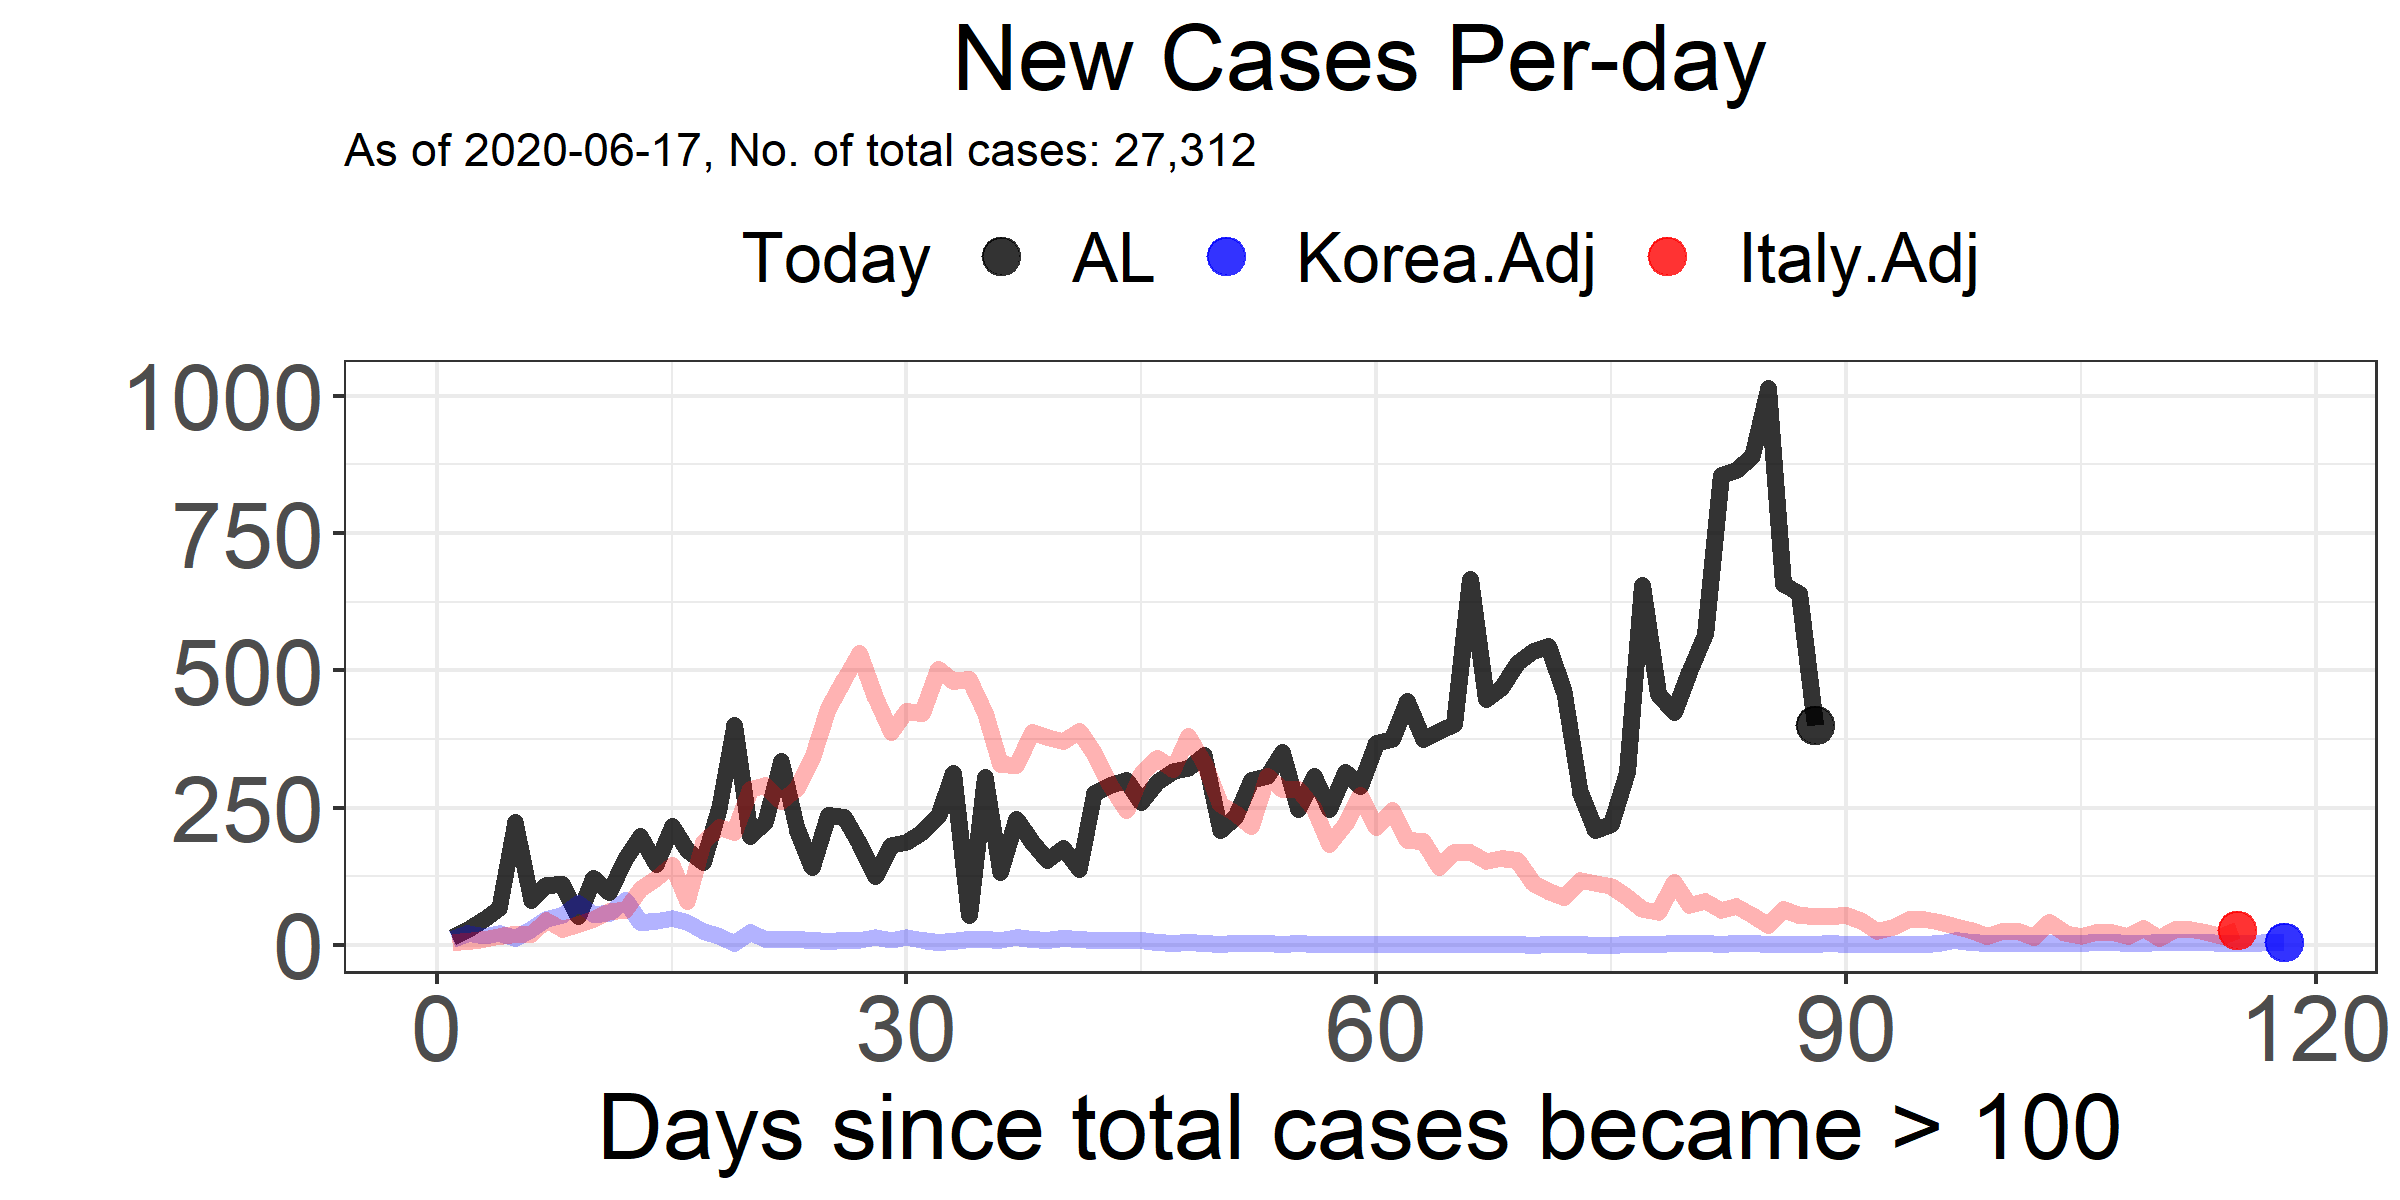 New Cases Per-day
As of 2020-06-17, No. of total cases: 27,312
Today AL Korea.Adj Italy.Adj
1000
750
500
250
0
0 30 60 90 120
Days since total cases became > 100